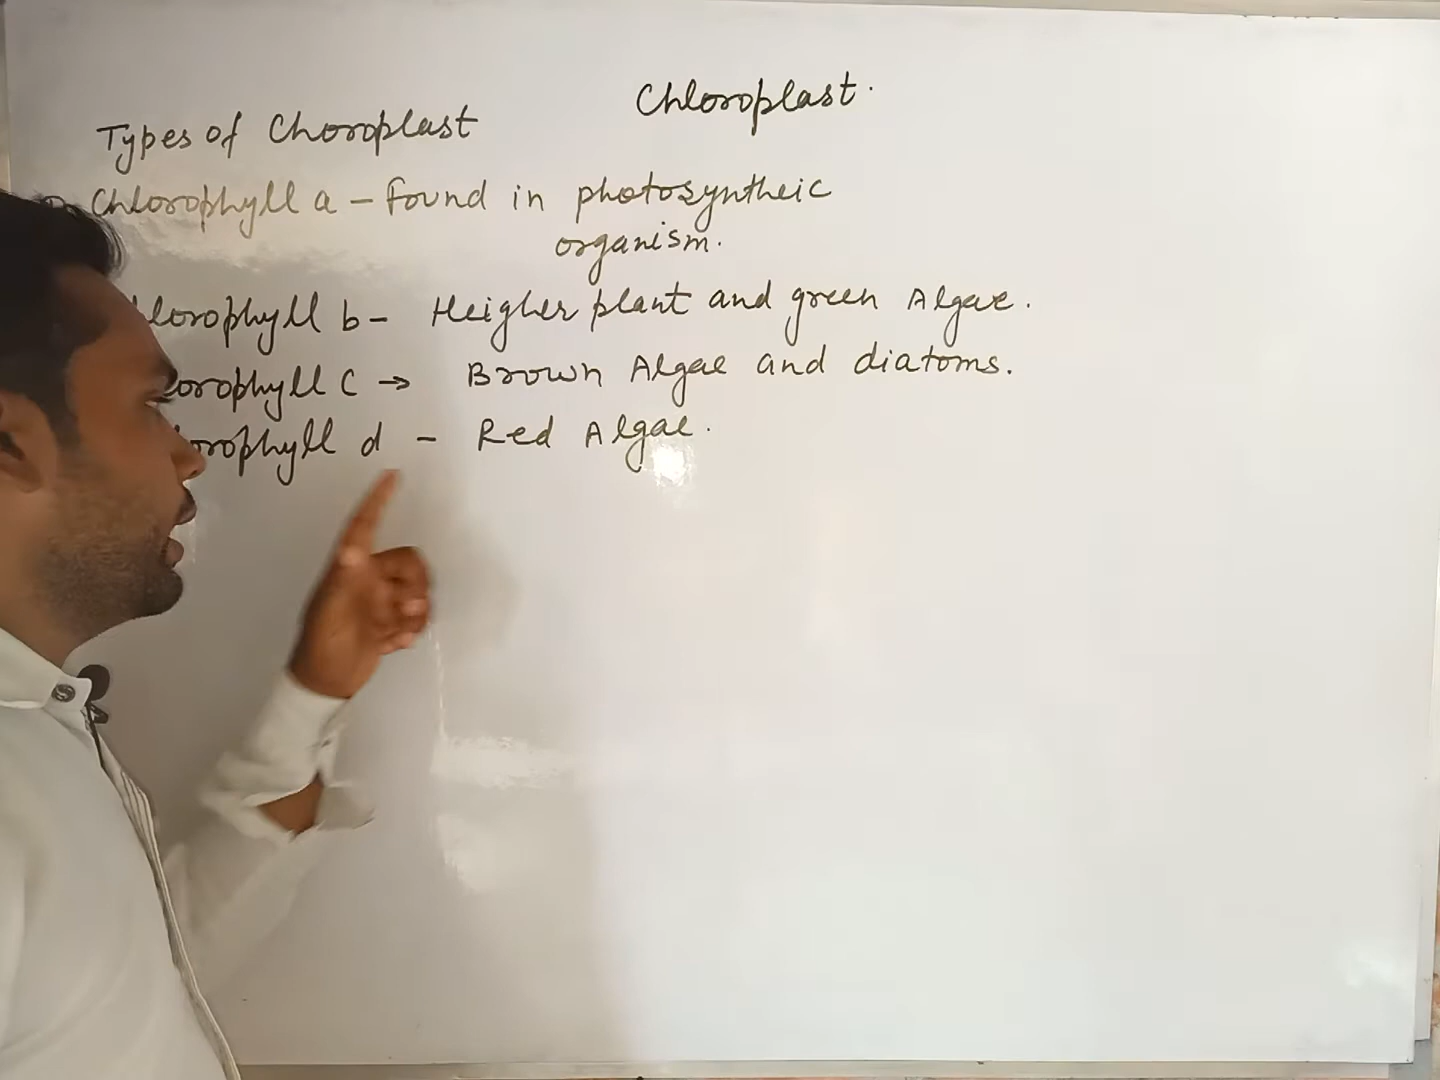 Chloroplast.
Types of Choroplast
Chlorophyll a - found in photosyntheic
organism.
lorophyll b - Heigher plant and green Algae.
orophyll C → Brown Algae and diatoms.
orophyll d - Red Algae.